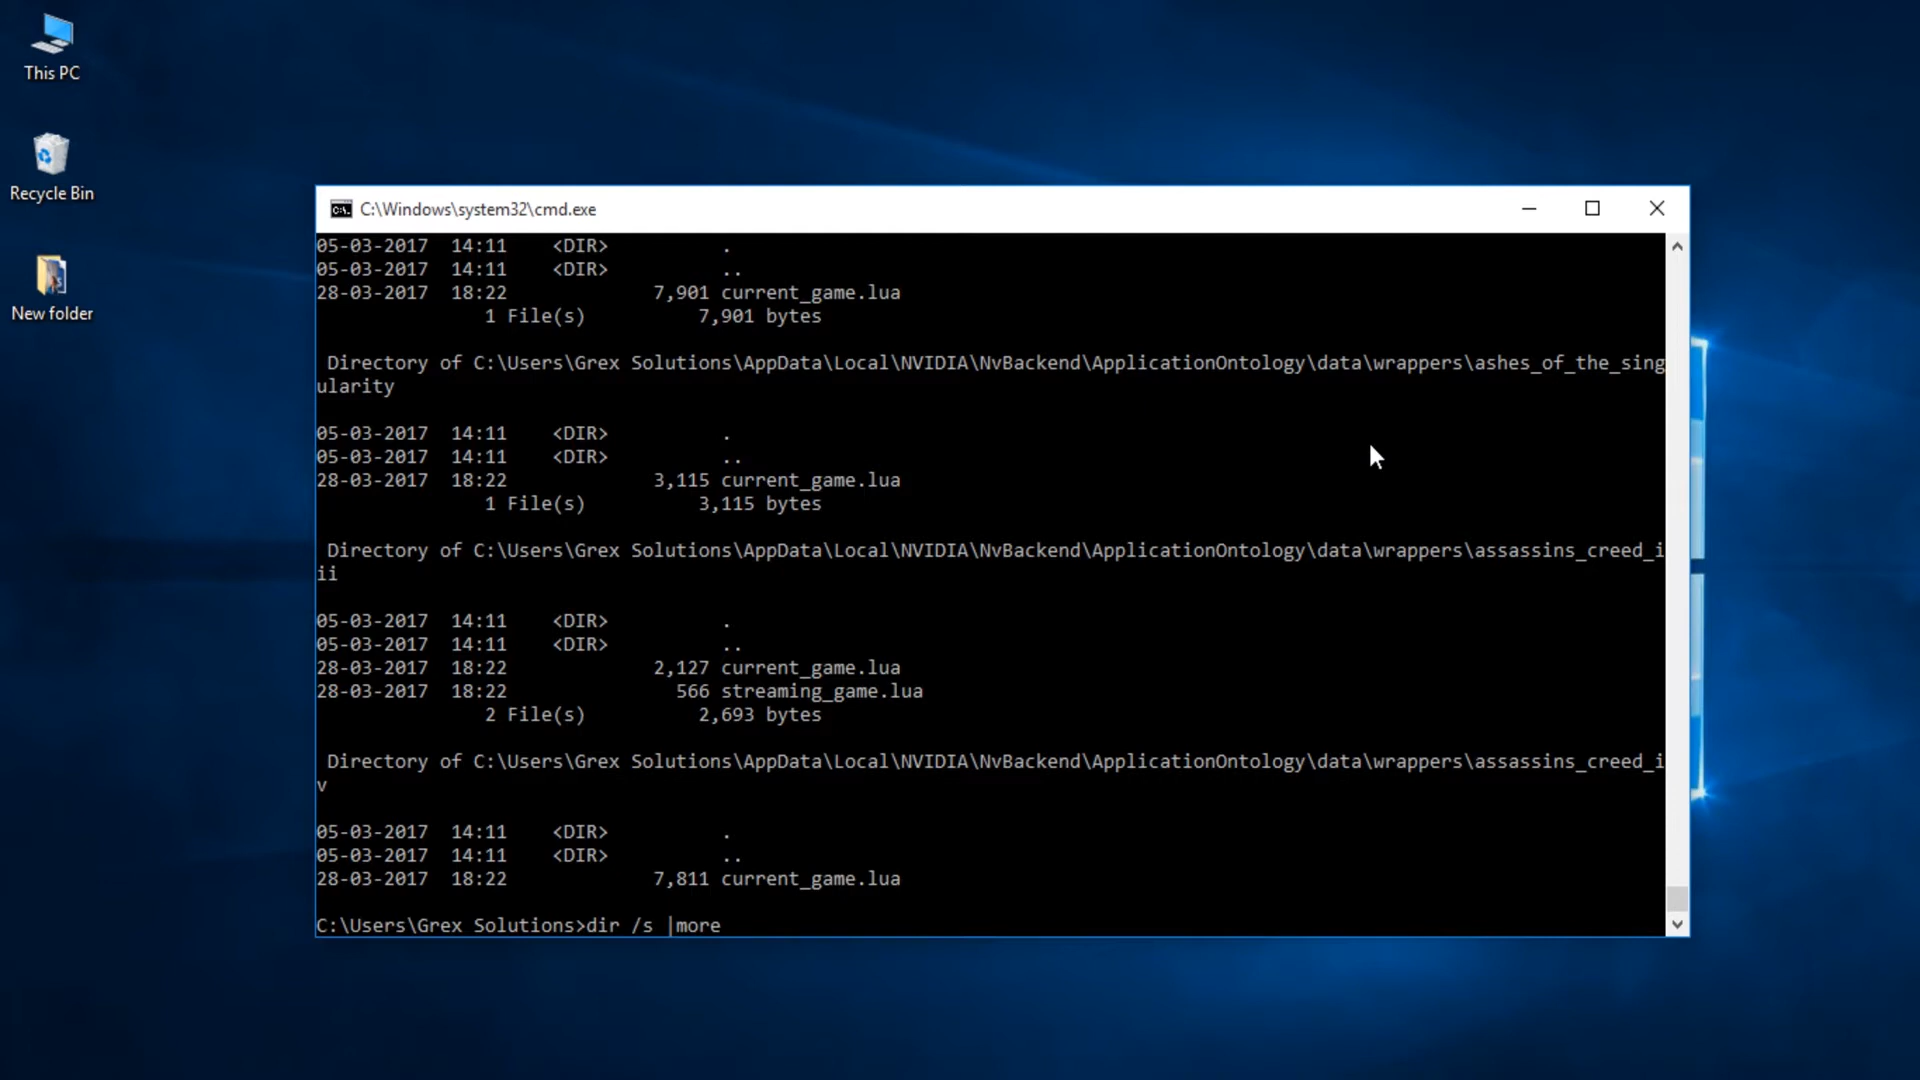 This PC
Recycle Bin
New folder
C:\Windows\system32\cmd.exe
05-03-2017  14:11    <DIR>          .
05-03-2017  14:11    <DIR>          ..
28-03-2017  18:22             7,901 current_game.lua
               1 File(s)          7,901 bytes
 Directory of C:\Users\Grex Solutions\AppData\Local\NVIDIA\NvBackend\ApplicationOntology\data\wrappers\ashes_of_the_sing
ularity
05-03-2017  14:11    <DIR>          .
05-03-2017  14:11    <DIR>          ..
28-03-2017  18:22             3,115 current_game.lua
               1 File(s)          3,115 bytes
 Directory of C:\Users\Grex Solutions\AppData\Local\NVIDIA\NvBackend\ApplicationOntology\data\wrappers\assassins_creed_i
ii
05-03-2017  14:11    <DIR>          .
05-03-2017  14:11    <DIR>          ..
28-03-2017  18:22             2,127 current_game.lua
28-03-2017  18:22               566 streaming_game.lua
               2 File(s)          2,693 bytes
 Directory of C:\Users\Grex Solutions\AppData\Local\NVIDIA\NvBackend\ApplicationOntology\data\wrappers\assassins_creed_i
v
05-03-2017  14:11    <DIR>          .
05-03-2017  14:11    <DIR>          ..
28-03-2017  18:22             7,811 current_game.lua
C:\Users\Grex Solutions>dir /s |more